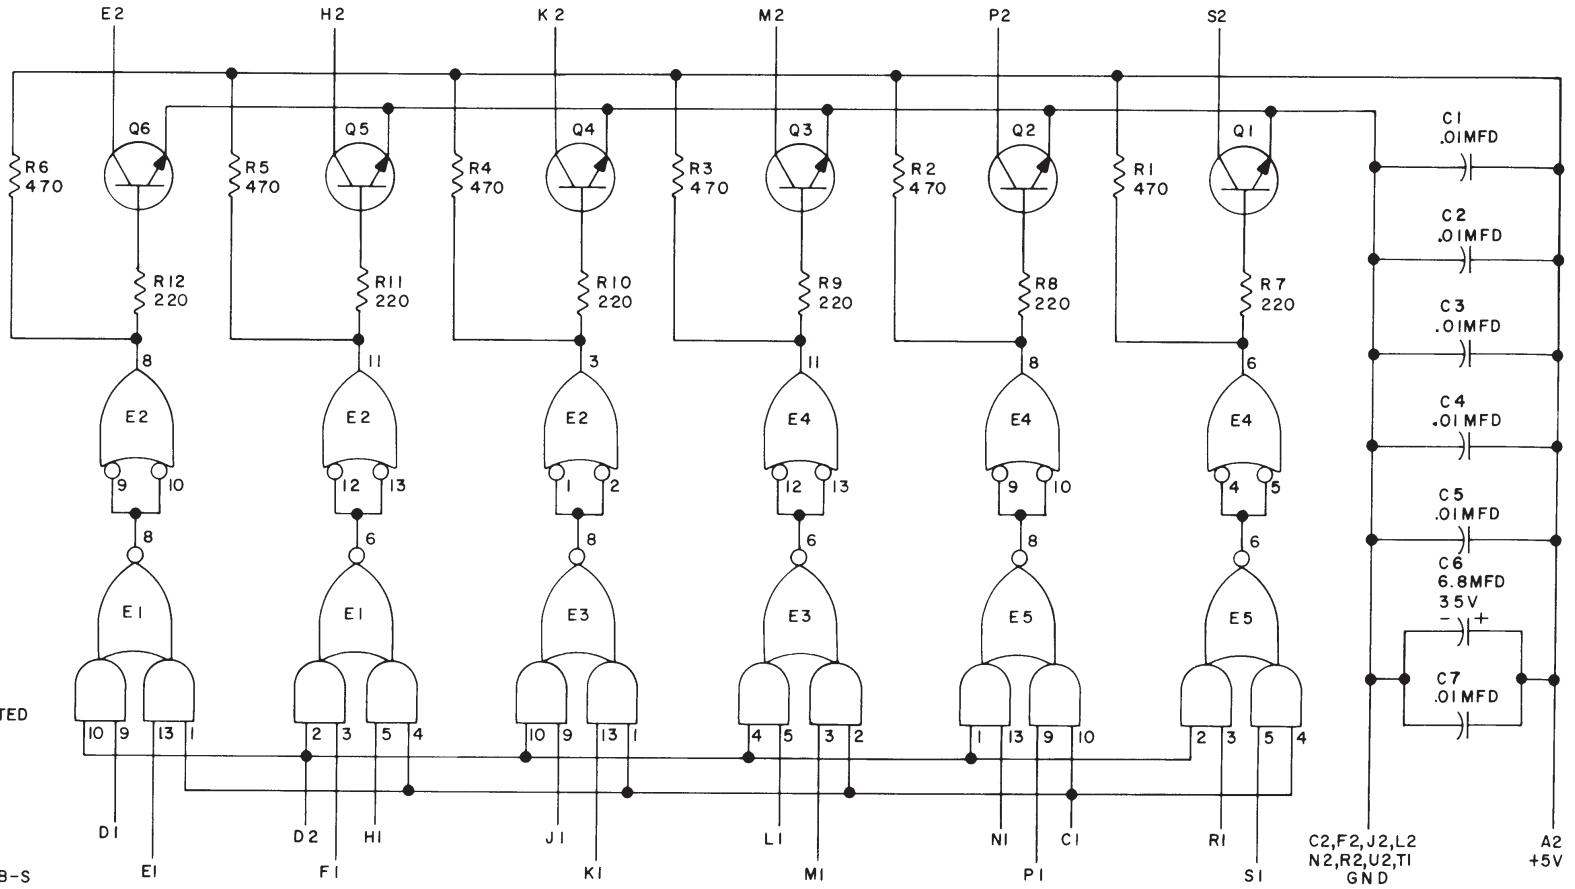 E2 H2 K2 M2 P2 S2
Q6 Q5 Q4 Q3 Q2 Q1
R6
470
R5
470
R4
470
R3
470
R2
470
R1
470
R12
220
R11
220
R10
220
R9
220
R8
220
R7
220
8 11 3 11 8 6
E2 E2 E2 E4 E4 E4
9 10 12 13 1 2 12 13 9 10 4 5
8 6 8 6 8 6
E1 E1 E3 E3 E5 E5
10 9 13 1 2 3 5 4 10 9 13 1 4 5 3 2 1 13 9 10 2 3 5 4
D1 D2 H1 J1 L1 N1 C1 R1
E1 F1 K1 M1 P1 S1
C1
.01MFD
C2
.01MFD
C3
.01MFD
C4
.01MFD
C5
.01MFD
C6
6.8MFD
35V
- +
C7
.01MFD
C2,F2,J2,L2
N2,R2,U2,T1
GND
A2
+5V
TED
B-S